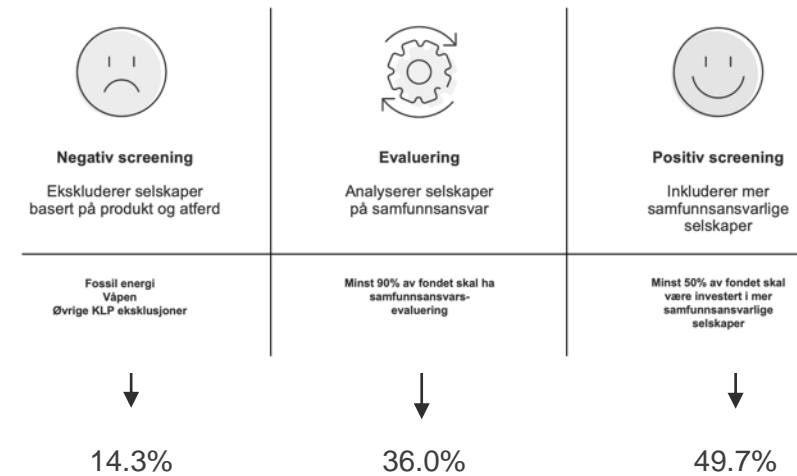 Negativ screening
Ekskluderer selskaper
basert på produkt og atferd
Fossil energi
Våpen
Øvrige KLP eksklusjoner
14.3%
Evaluering
Analyserer selskaper
på samfunnsansvar
Minst 90% av fondet skal ha
samfunnsansvars-
evaluering
36.0%
Positiv screening
Inkluderer mer
samfunnsansvarlige
selskaper
Minst 50% av fondet skal
være investert i mer
samfunnsansvarlige
selskaper
49.7%